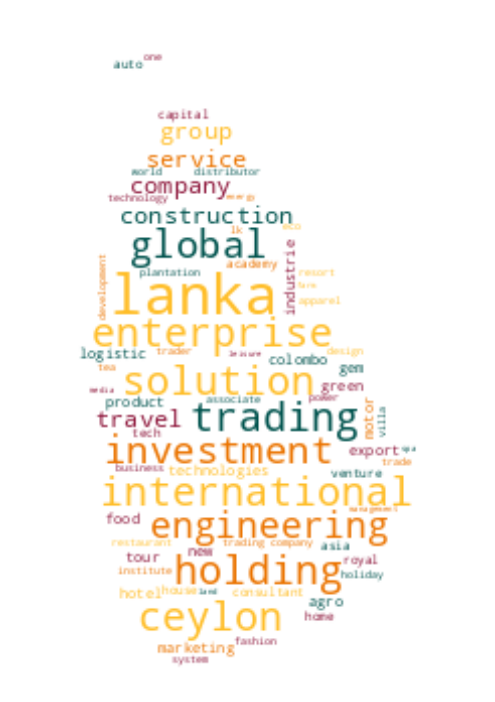 one
auto
capital
group
service
world distributor
company
technology energy
construction
eco
lk
global
industrie
academy
development
plantation resort
lanka
farm
apparel
enterprise
logistic trader leisure design
colombo
tea gem
solution
media green
product associate power
travel trading
motor
villa
tech
investment
export spa
business technologies trade
venture
international
management
food engineering
restaurant trading company asia
tour new royal
institute holding holiday
hotel house land consultant
agro
ceylon home
fashion
marketing
system